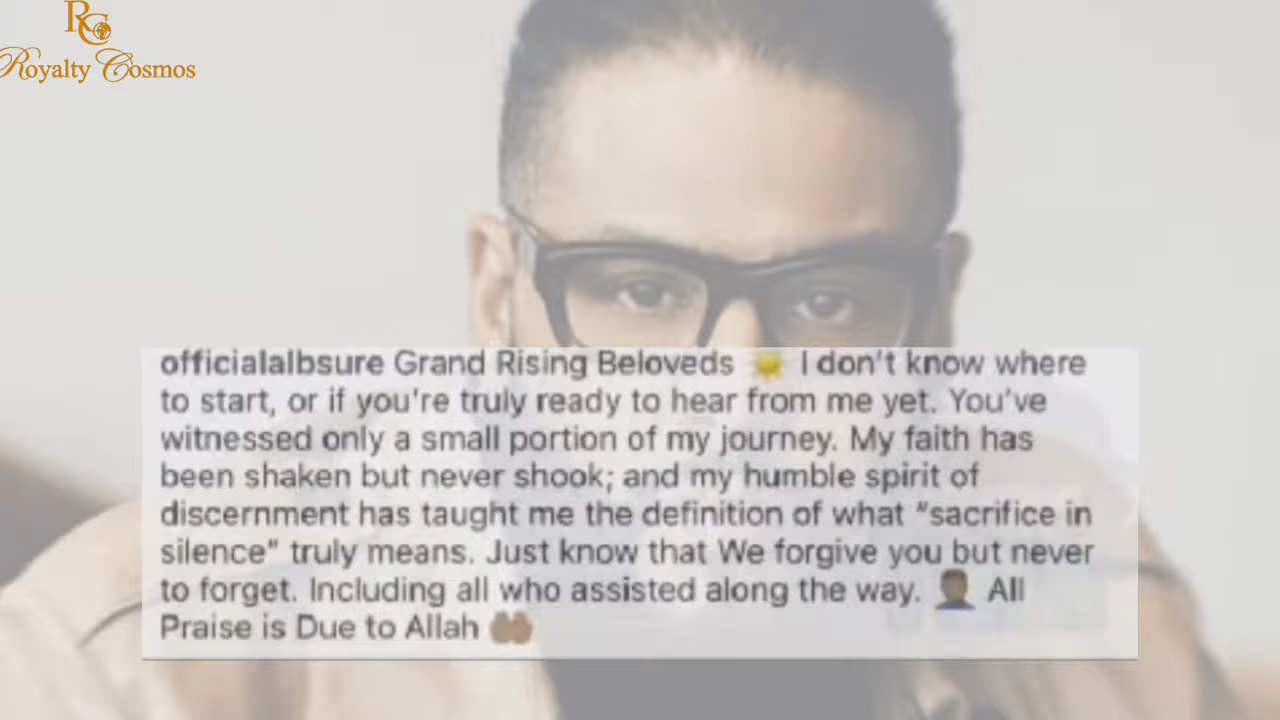 RC
Royalty Cosmos
officialalbsure Grand Rising Beloveds ☀️ I don't know where
to start, or if you're truly ready to hear from me yet. You've
witnessed only a small portion of my journey. My faith has
been shaken but never shook; and my humble spirit of
discernment has taught me the definition of what "sacrifice in
silence" truly means. Just know that We forgive you but never
to forget. Including all who assisted along the way. 🤦🏾‍♂️ All
Praise is Due to Allah 🤲🏾